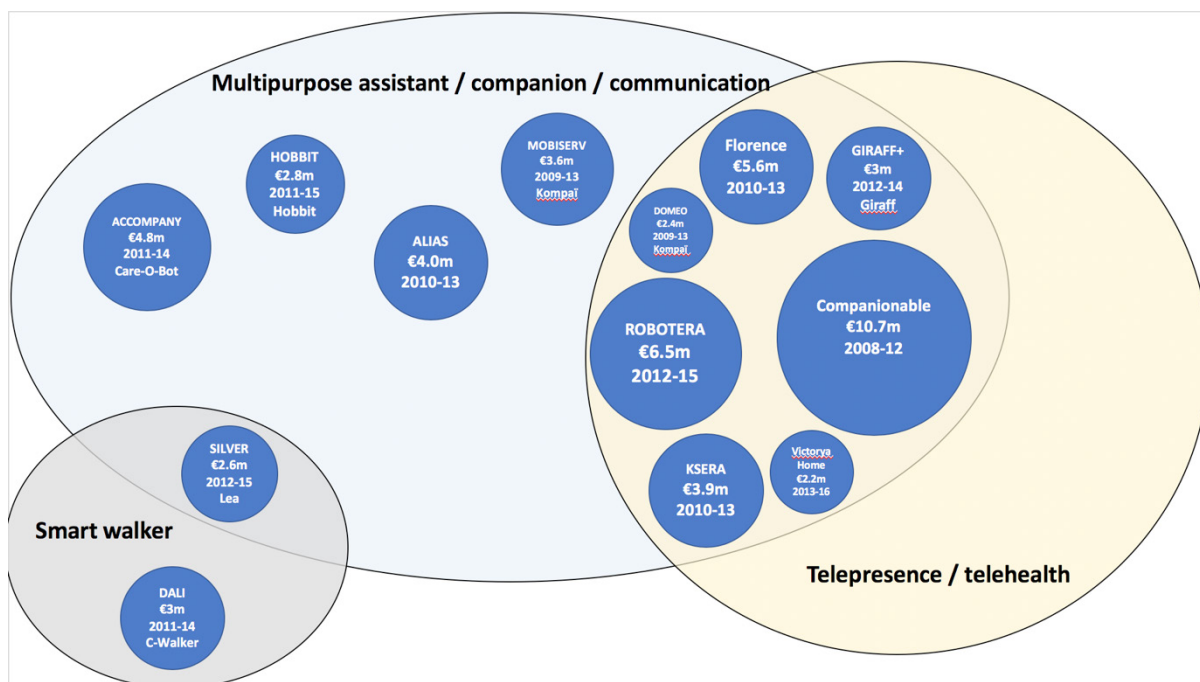 Multipurpose assistant / companion / communication
HOBBIT
€2.8m
2011-15
Hobbit
MOBISERV
€3.6m
2009-13
Kompaï
Florence
€5.6m
2010-13
GIRAFF+
€3m
2012-14
Giraff
ACCOMPANY
€4.8m
2011-14
Care-O-Bot
ALIAS
€4.0m
2010-13
DOMEO
€2.4m
2009-13
Kompaï
ROBOTERA
€6.5m
2012-15
Companionable
€10.7m
2008-12
SILVER
€2.6m
2012-15
Lea
KSERA
€3.9m
2010-13
Victorya
Home
€2.2m
2013-16
Smart walker
Telepresence / telehealth
DALI
€3m
2011-14
C-Walker